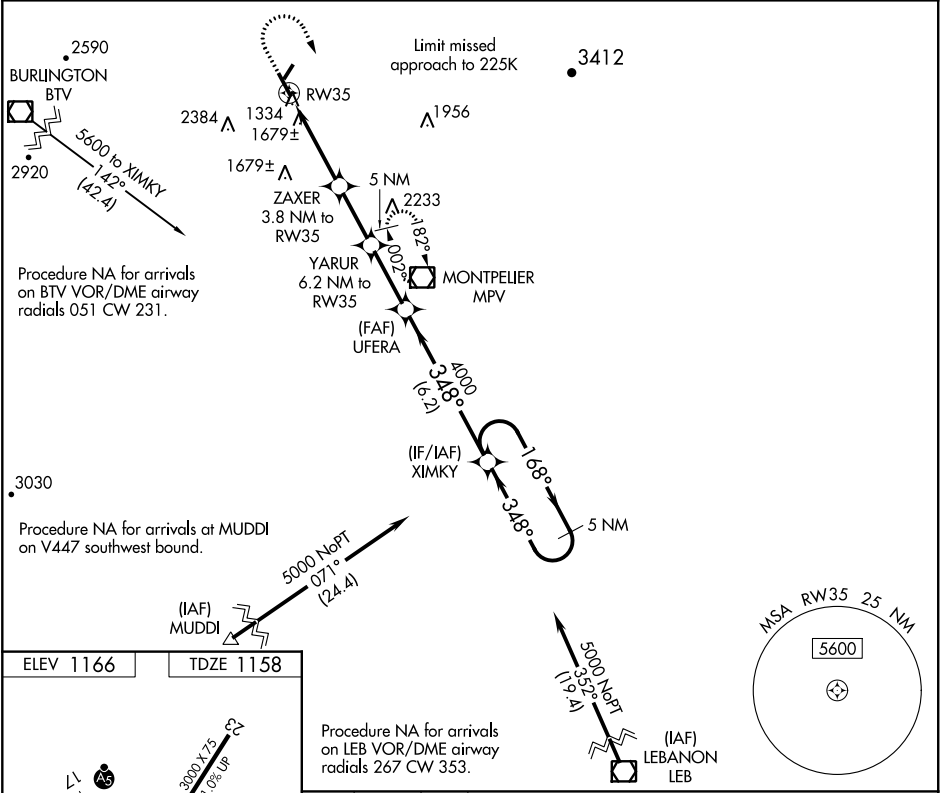 2590
BURLINGTON
BTV
2920
5600 to XIMKY
142°
(42.4)
Procedure NA for arrivals
on BTV VOR/DME airway
radials 051 CW 231.
Limit missed
approach to 225K
3412
RW35
2384
1334
1679±
1956
1679±
ZAXER
3.8 NM to
RW35
5 NM
2233
182°
002°
YARUR
6.2 NM to
RW35
MONTPELIER
MPV
(FAF)
UFERA
4000
348°
(6.2)
(IF/IAF)
XIMKY
168°
348°
5 NM
3030
Procedure NA for arrivals at MUDDI
on V447 southwest bound.
5000 NoPT
071°
(24.4)
(IAF)
MUDDI
MSA RW35 25 NM
5600
5000 NoPT
352°
(19.4)
(IAF)
LEBANON
LEB
Procedure NA for arrivals
on LEB VOR/DME airway
radials 267 CW 353.
ELEV 1166
TDZE 1158
23
3000 X 75
17
A5